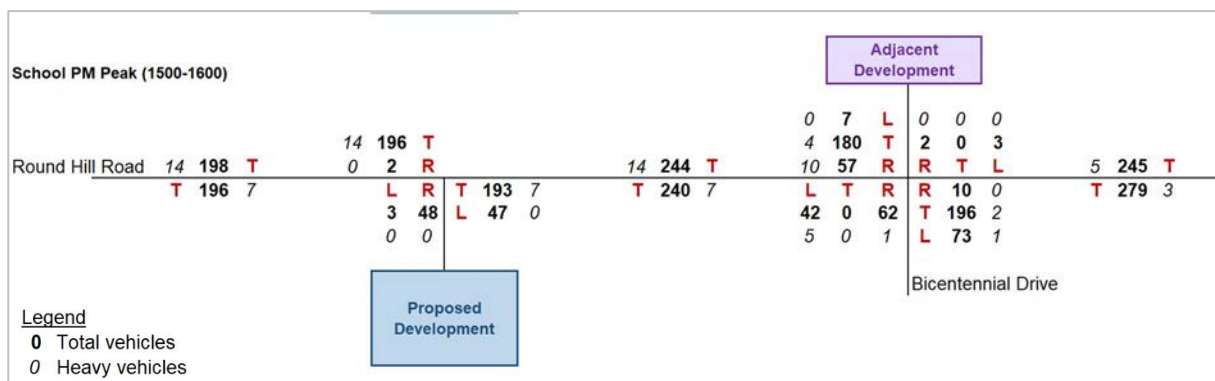 Adjacent
Development
School PM Peak (1500-1600)
0 7 L 0 0 0
14 196 T 4 180 T 2 0 3
Round Hill Road 14 198 T 0 2 R 14 244 T 10 57 R R T L 5 245 T
T 196 7 L R T 193 7 T 240 7 L T R R 10 0 T 279 3
3 48 L 47 0 42 0 62 T 196 2
0 0 5 0 1 L 73 1
Bicentennial Drive
Proposed
Development
Legend
0 Total vehicles
0 Heavy vehicles